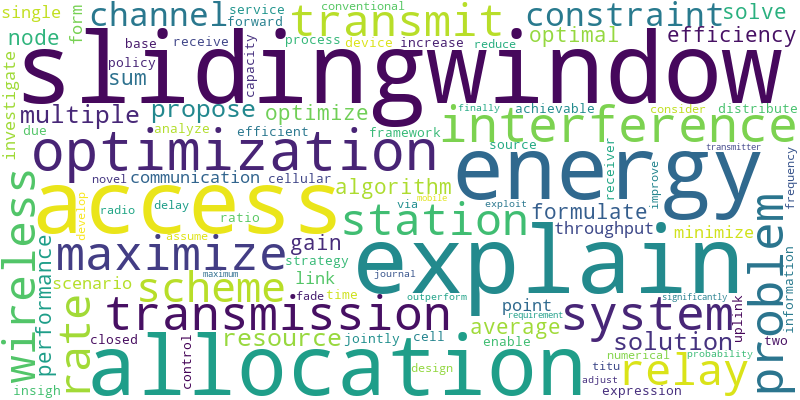 single
channel
form
conventional
service
forward
transmit
constraint
solve
node
base
receive
process
device
increase
optimal
efficiency
policy
reduce
slidingwindow
sum
capacity
investigate
multiple
propose
optimize
finally
achievable
consider
distribute
interference
due
analyze
efficient
framework
source
transmitter
optimization
energy
receiver
improve
frequency
novel
communication
cellular
algorithm
via
exploit
wireless
access
mobile
develop
radio
delay
ratio
station
formulate
throughput
minimize
assume
maximize
gain
explain
problem
performance
strategy
scenario
scheme
link
maximum
journal
information
rate
transmission
fade
time
outperform
point
significantly
system
uplink
requirement
resource
average
closed
control
jointly
cell
enable
solution
two
insigh
allocation
design
numerical
probability
titu
relay
adjust
expression